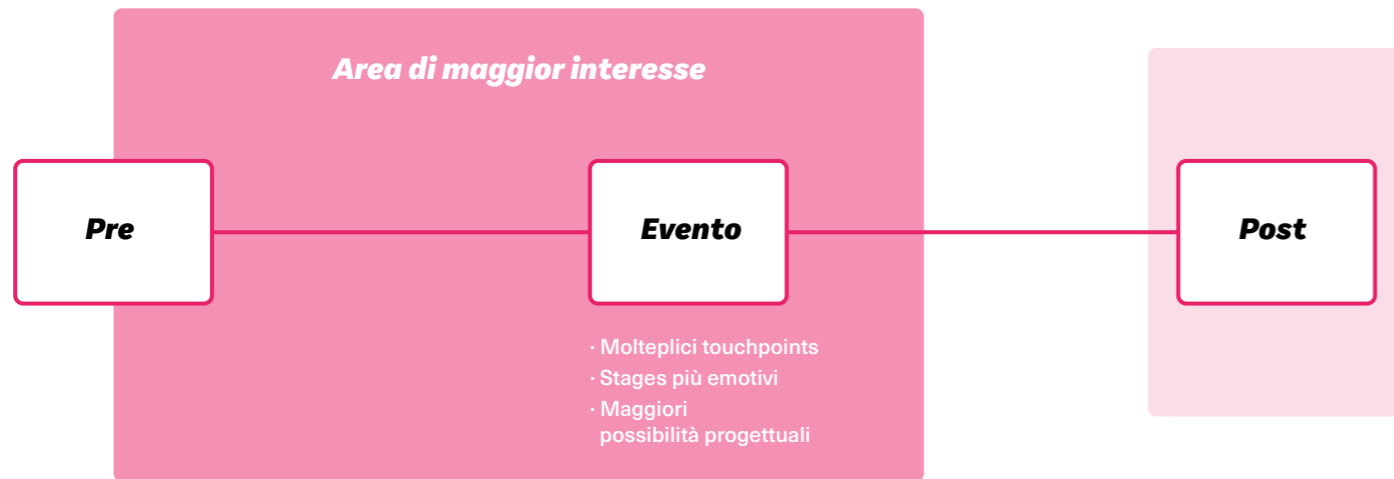 Area di maggior interesse
Pre
Evento
Post
· Molteplici touchpoints
· Stages più emotivi
· Maggiori
possibilità progettuali